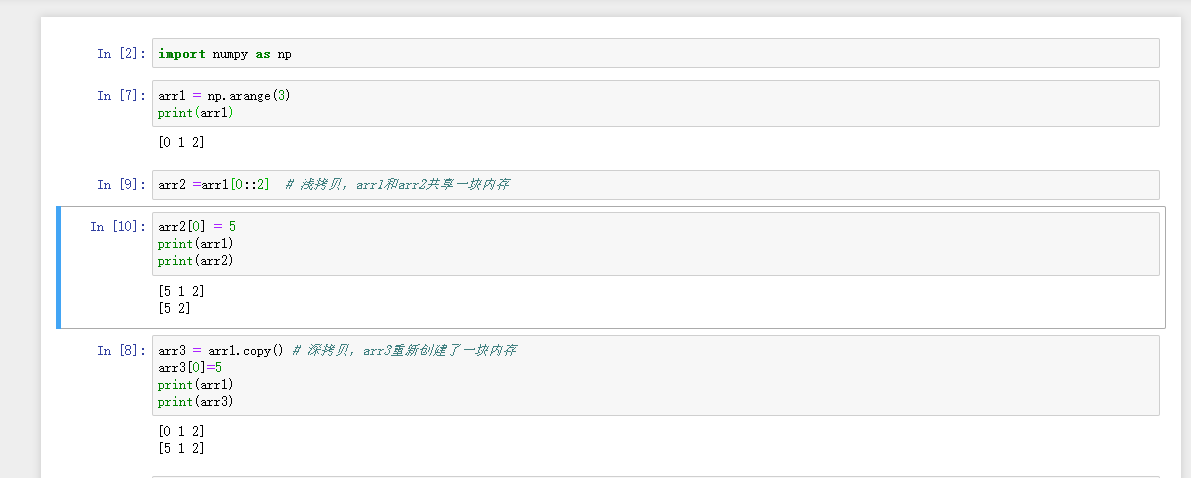 In [2]: import numpy as np
In [7]: arr1 = np.arange(3)
print(arr1)
[0 1 2]
In [9]: arr2 =arr1[0::2]  # 浅拷贝，arr1和arr2共享一块内存
In [10]: arr2[0] = 5
print(arr1)
print(arr2)
[5 1 2]
[5 2]
In [8]: arr3 = arr1.copy() # 深拷贝，arr3重新创建了一块内存
arr3[0]=5
print(arr1)
print(arr3)
[0 1 2]
[5 1 2]